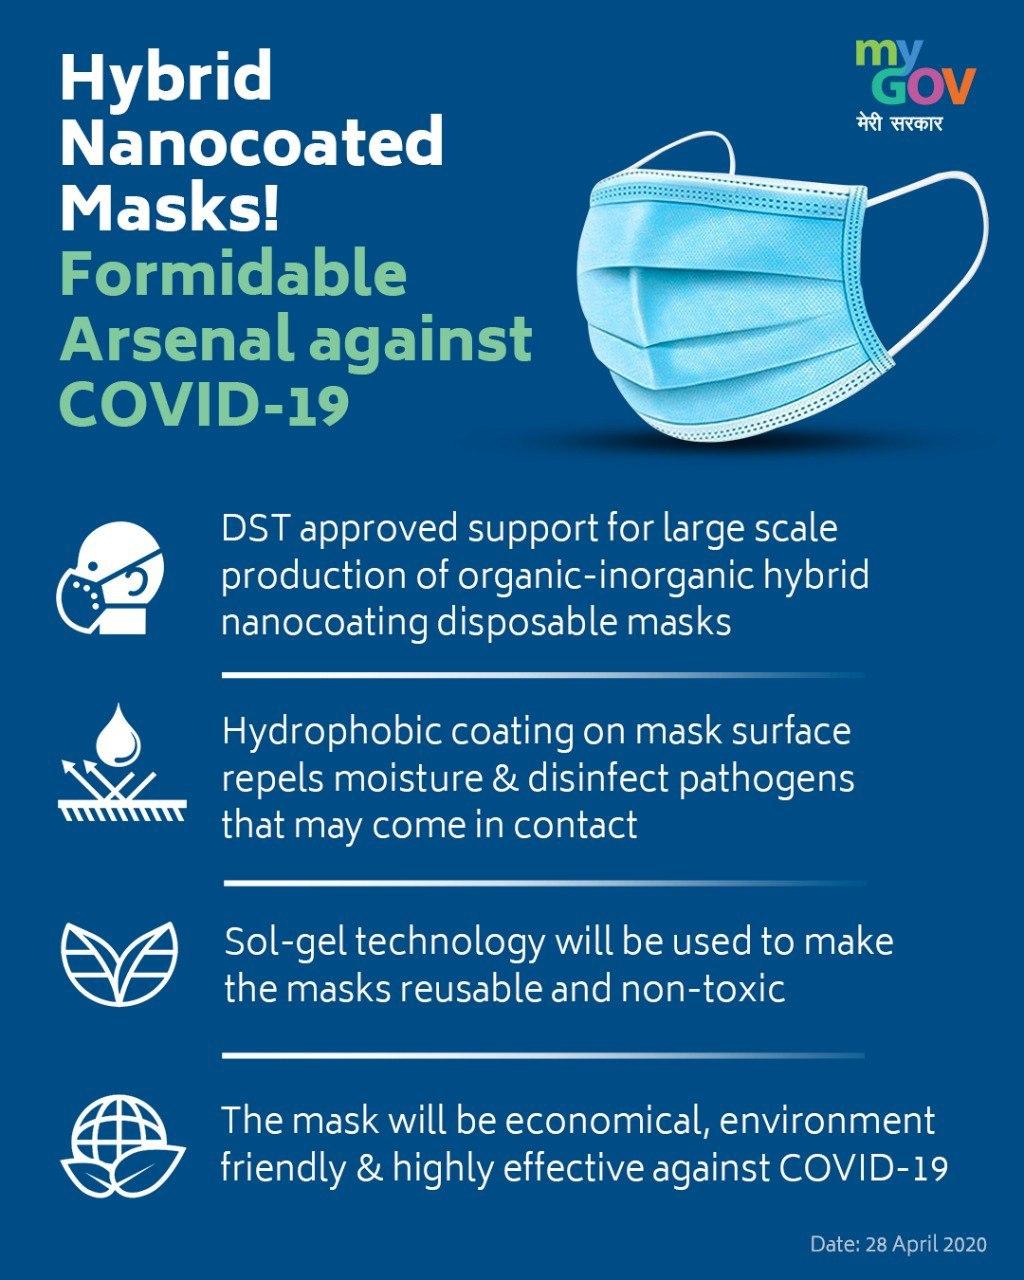 Hybrid
Nanocoated
Masks!
Formidable
Arsenal against
COVID-19
my
GOV
मेरी सरकार
DST approved support for large scale
production of organic-inorganic hybrid
nanocoating disposable masks
Hydrophobic coating on mask surface
repels moisture & disinfect pathogens
that may come in contact
Sol-gel technology will be used to make
the masks reusable and non-toxic
The mask will be economical, environment
friendly & highly effective against COVID-19
Date: 28 April 2020